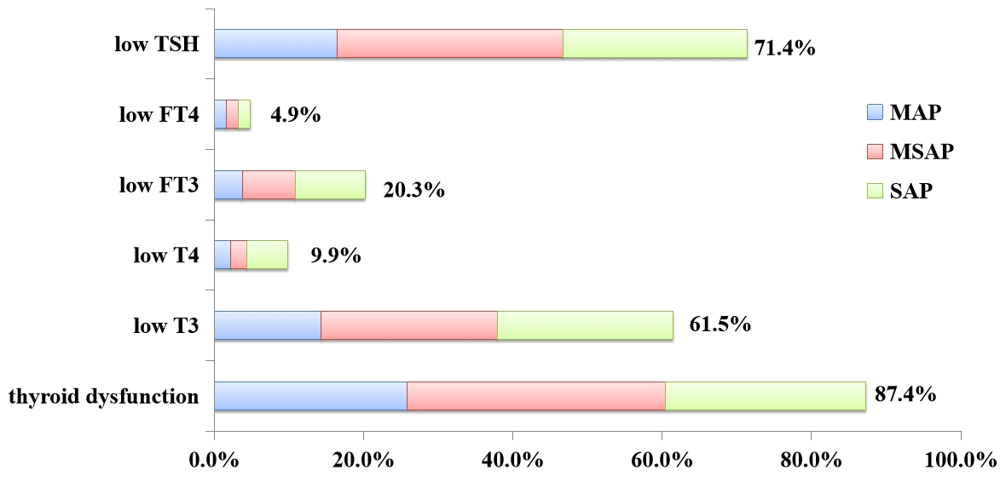 low TSH
71.4%
low FT4
4.9%
MAP
MSAP
low FT3
20.3%
SAP
low T4
9.9%
low T3
61.5%
thyroid dysfunction
87.4%
0.0% 20.0% 40.0% 60.0% 80.0% 100.0%